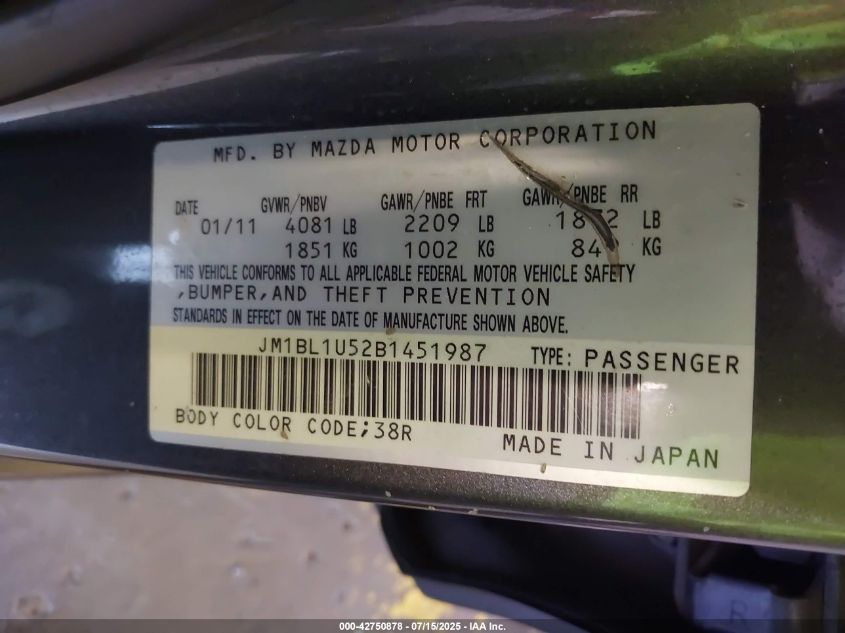 MFD. BY MAZDA MOTOR CORPORATION
DATE GVWR/PNBV GAWR/PNBE FRT GAWR/PNBE RR
01/11 4081 LB 2209 LB LB
1851 KG 1002 KG KG
THIS VEHICLE CONFORMS TO ALL APPLICABLE FEDERAL MOTOR VEHICLE SAFETY
,BUMPER,AND THEFT PREVENTION
STANDARDS IN EFFECT ON THE DATE OF MANUFACTURE SHOWN ABOVE.
JM1BL1U52B1451987 TYPE: PASSENGER
BODY COLOR CODE;38R
MADE IN JAPAN
R
000-42750878 - 07/15/2025 - IAA Inc.